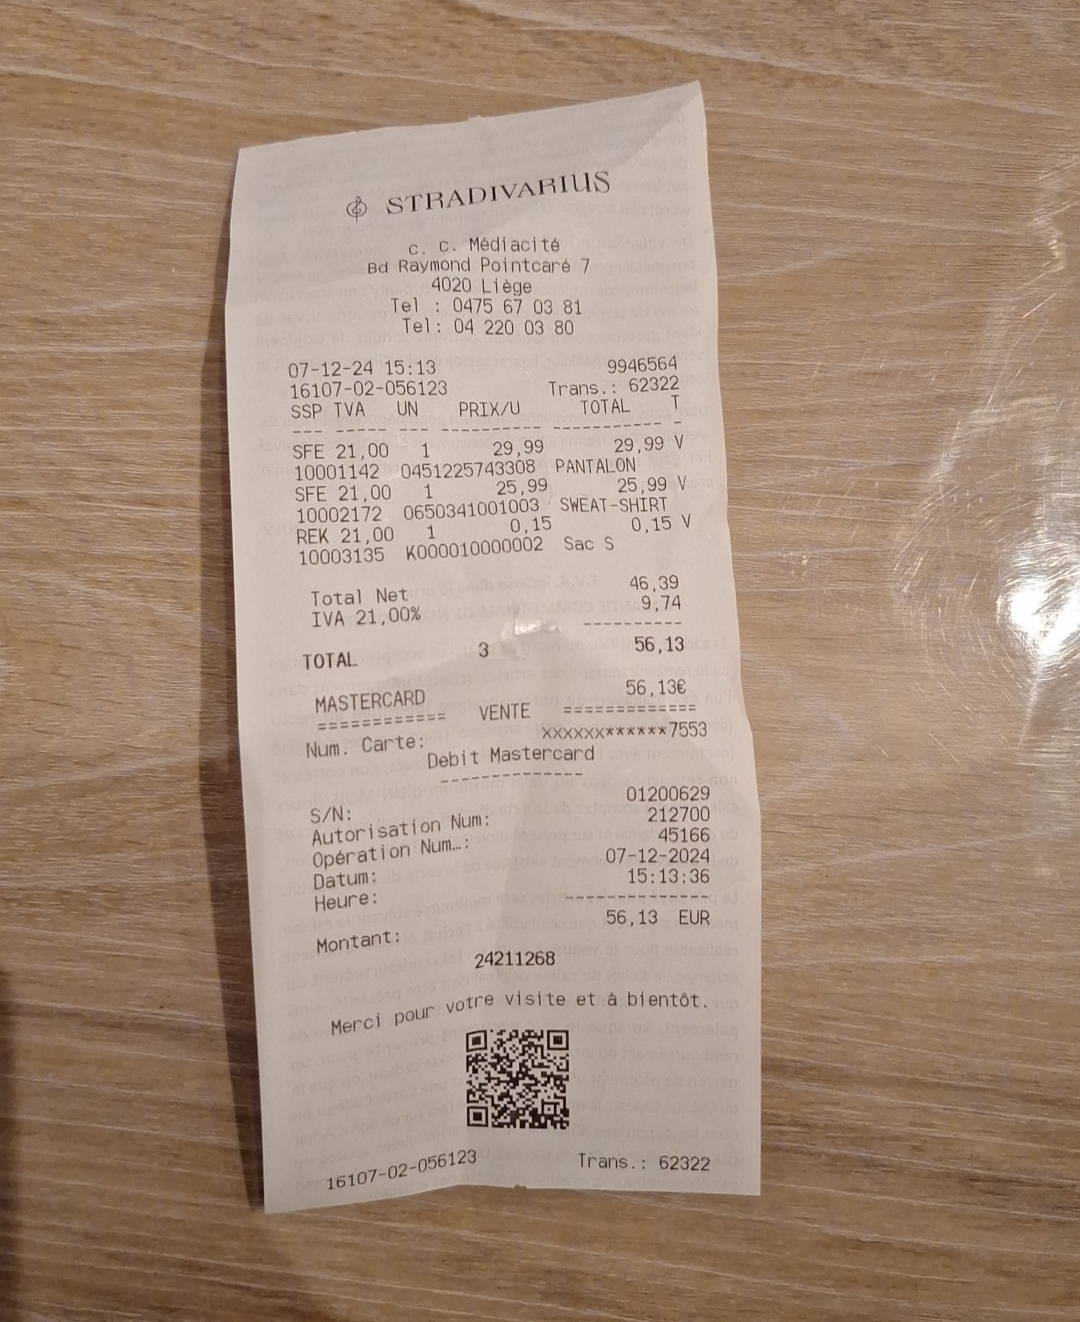 STRADIVARIUS
C. C. Médiacité
Bd Raymond Pointcaré 7
4020 Liège
Tel : 0475 67 03 81
Tel: 04 220 03 80
07-12-24 15:13 9946564
16107-02-056123 Trans.: 62322
SSP TVA UN PRIX/U TOTAL T
--- ----- --- --------- ---------- -
SFE 21,00 1 29,99 29,99 V
10001142 0451225743308 PANTALON
SFE 21,00 1 25,99 25,99 V
10002172 0650341001003 SWEAT-SHIRT
REK 21,00 1 0,15 0,15 V
10003135 K000010000002 Sac S
Total Net 46,39
IVA 21,00% 9,74
----------
TOTAL 3 56,13
MASTERCARD 56,13€
============ VENTE =============
Num. Carte: XXXXXX******7553
Debit Mastercard
--------------
S/N: 01200629
Autorisation Num: 212700
Opération Num…: 45166
Datum: 07-12-2024
Heure: 15:13:36
--------------
Montant: 56,13 EUR
24211268
Merci pour votre visite et à bientôt.
16107-02-056123 Trans.: 62322